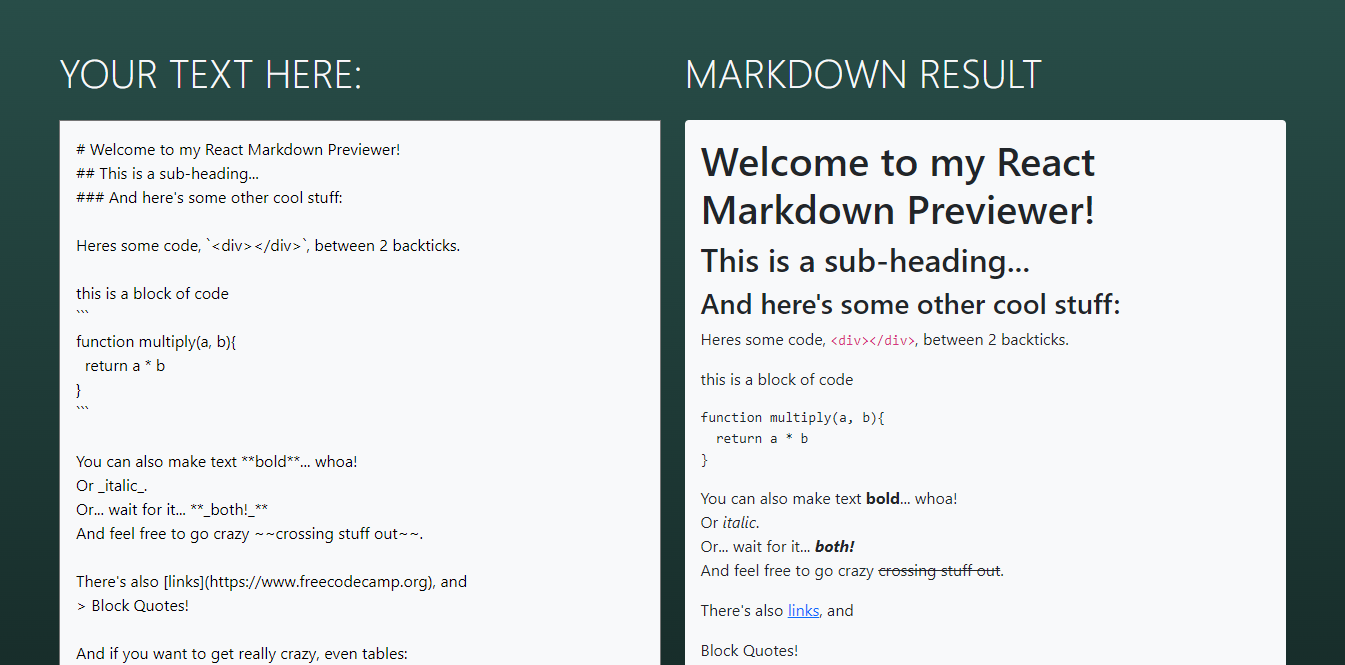 YOUR TEXT HERE:
# Welcome to my React Markdown Previewer!
## This is a sub-heading...
### And here's some other cool stuff:
Heres some code, `<div></div>`, between 2 backticks.
this is a block of code
```
function multiply(a, b){
  return a * b
}
```
You can also make text **bold**... whoa!
Or _italic_.
Or... wait for it... **_both!_**
And feel free to go crazy ~~crossing stuff out~~.
There's also [links](https://www.freecodecamp.org), and
> Block Quotes!
And if you want to get really crazy, even tables:
MARKDOWN RESULT
Welcome to my React
Markdown Previewer!
This is a sub-heading...
And here's some other cool stuff:
Heres some code, <div></div>, between 2 backticks.
this is a block of code
function multiply(a, b){
  return a * b
}
You can also make text bold... whoa!
Or italic.
Or... wait for it... both!
And feel free to go crazy crossing stuff out.
There's also links, and
Block Quotes!